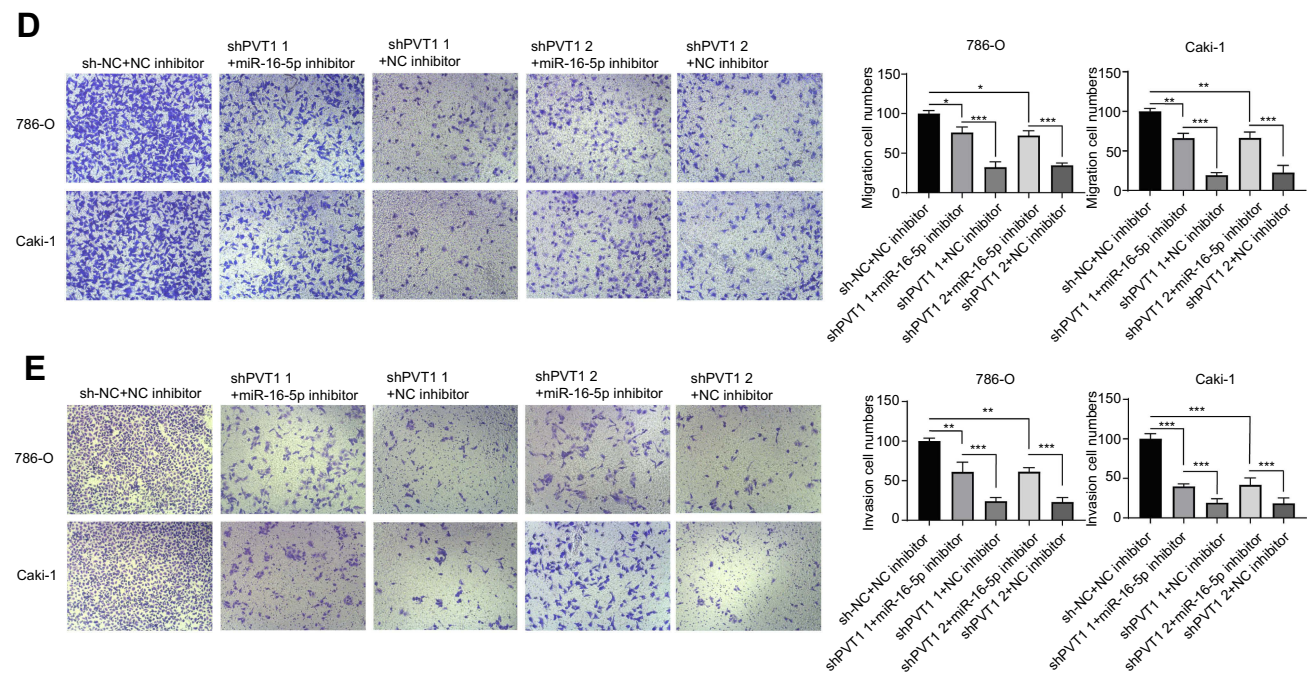 D
sh-NC+NC inhibitor
shPVT1 1
+miR-16-5p inhibitor
shPVT1 1
+NC inhibitor
shPVT1 2
+miR-16-5p inhibitor
shPVT1 2
+NC inhibitor
786-O
Caki-1
786-O
Migration cell numbers
150
100
50
0
*
*
***
***
sh-NC+NC inhibitor
shPVT1 1+miR-16-5p inhibitor
shPVT1 1+NC inhibitor
shPVT1 2+miR-16-5p inhibitor
shPVT1 2+NC inhibitor
Caki-1
Migration cell numbers
150
100
50
0
**
**
***
***
sh-NC+NC inhibitor
shPVT1 1+miR-16-5p inhibitor
shPVT1 1+NC inhibitor
shPVT1 2+miR-16-5p inhibitor
shPVT1 2+NC inhibitor
E
sh-NC+NC inhibitor
shPVT1 1
+miR-16-5p inhibitor
shPVT1 1
+NC inhibitor
shPVT1 2
+miR-16-5p inhibitor
shPVT1 2
+NC inhibitor
786-O
Caki-1
786-O
Invasion cell numbers
150
100
50
0
**
**
***
***
sh-NC+NC inhibitor
shPVT1 1+miR-16-5p inhibitor
shPVT1 1+NC inhibitor
shPVT1 2+miR-16-5p inhibitor
shPVT1 2+NC inhibitor
Caki-1
Invasion cell numbers
150
100
50
0
***
***
***
***
sh-NC+NC inhibitor
shPVT1 1+miR-16-5p inhibitor
shPVT1 1+NC inhibitor
shPVT1 2+miR-16-5p inhibitor
shPVT1 2+NC inhibitor